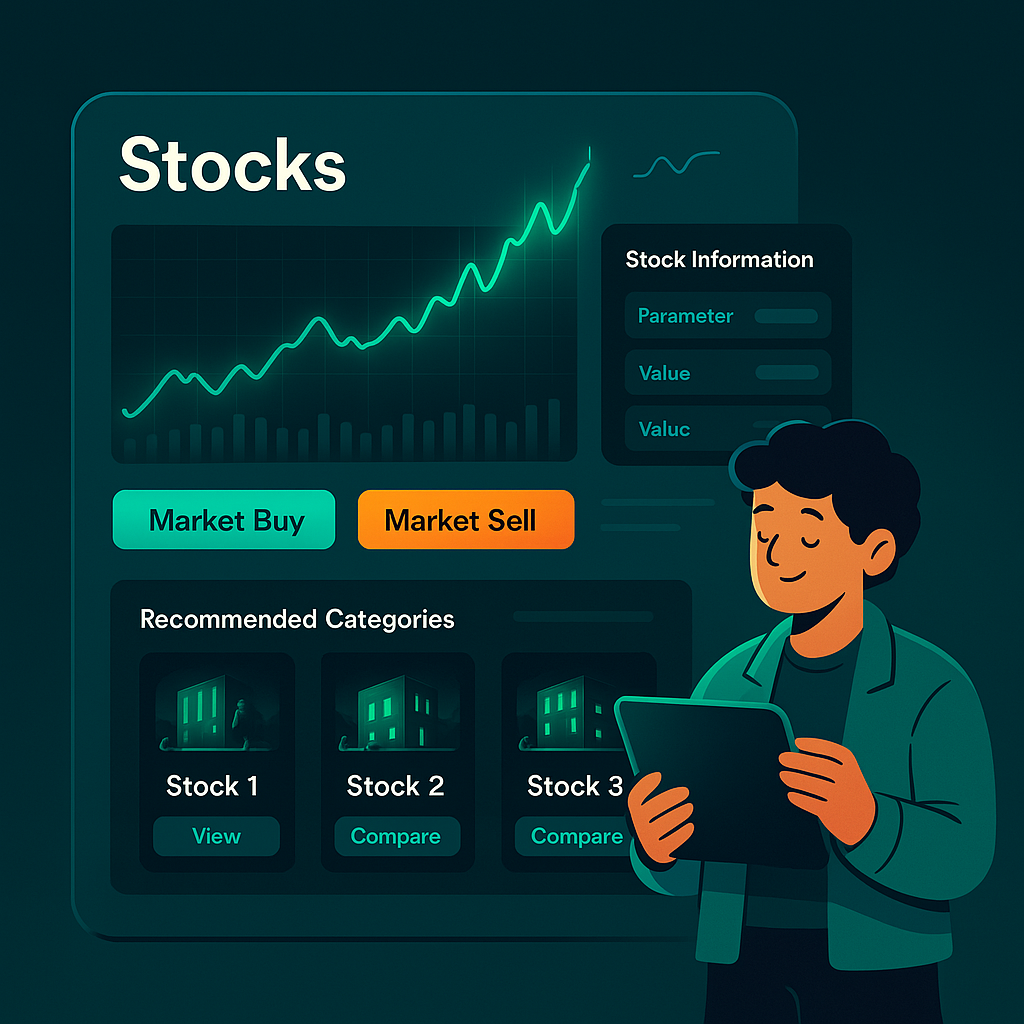 Stocks
Stock Information
Parameter
Value
Valuc
Market Buy
Market Sell
Recommended Categories
Stock 1
Stock 2
Stock 3
View
Compare
Compare